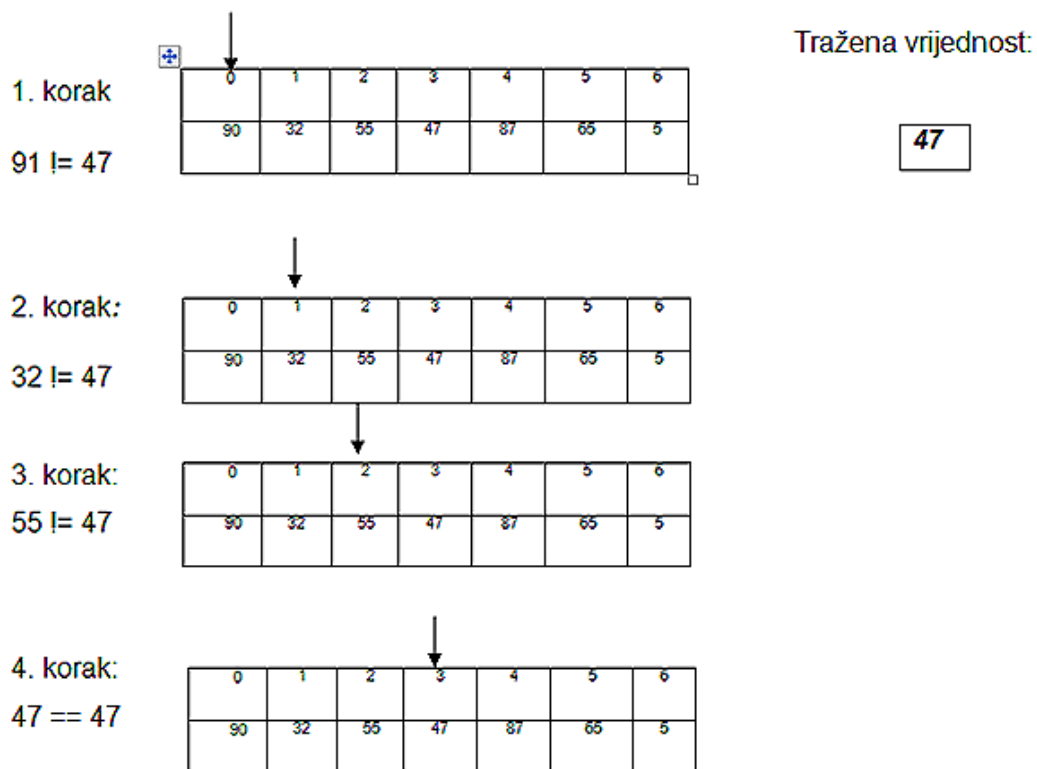 Tražena vrijednost:
47
1. korak
0 1 2 3 4 5 6
90 32 55 47 87 65 5
91 != 47
2. korak:
0 1 2 3 4 5 6
90 32 55 47 87 65 5
32 != 47
3. korak:
0 1 2 3 4 5 6
90 32 55 47 87 65 5
55 != 47
4. korak:
0 1 2 3 4 5 6
90 32 55 47 87 65 5
47 == 47